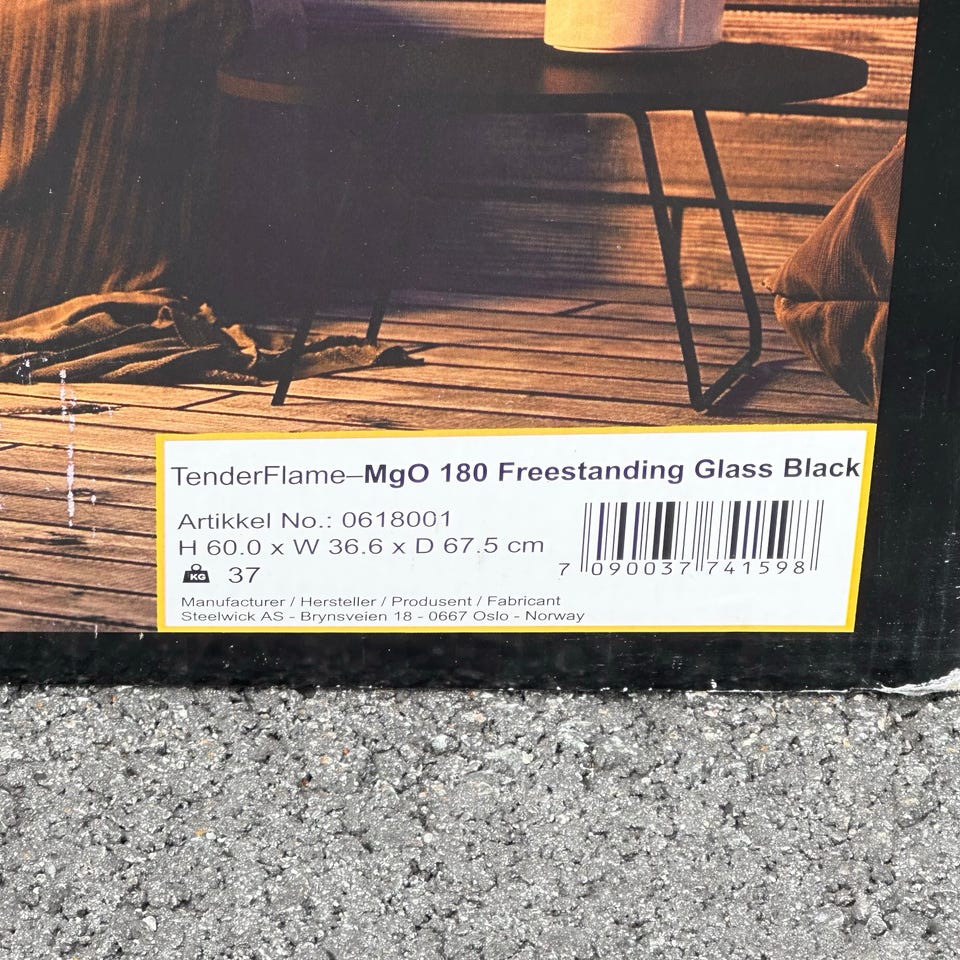 TenderFlame–MgO 180 Freestanding Glass Black
Artikkel No.: 0618001
H 60.0 x W 36.6 x D 67.5 cm
KG 37
7 090037 741598
Manufacturer / Hersteller / Produsent / Fabricant
Steelwick AS - Brynsveien 18 - 0667 Oslo - Norway